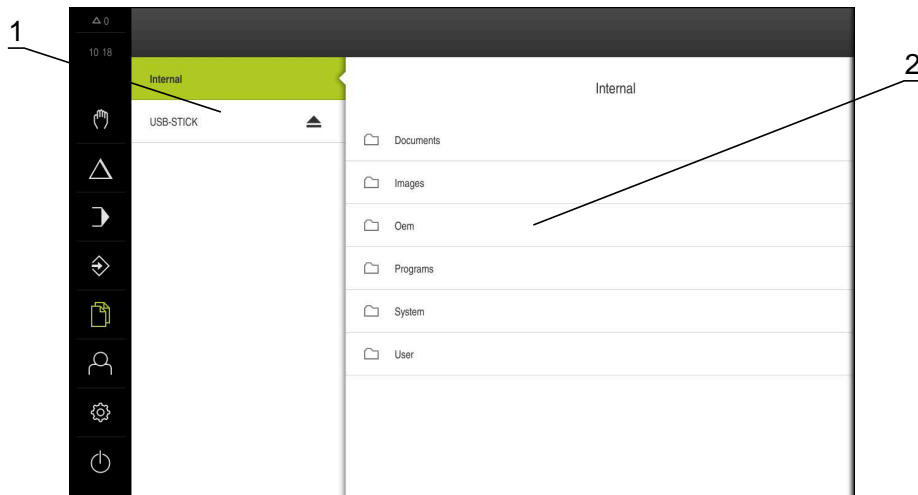 1
0
10 18
2
Internal
USB-STICK
Internal
Documents
Images
Oem
Programs
System
User